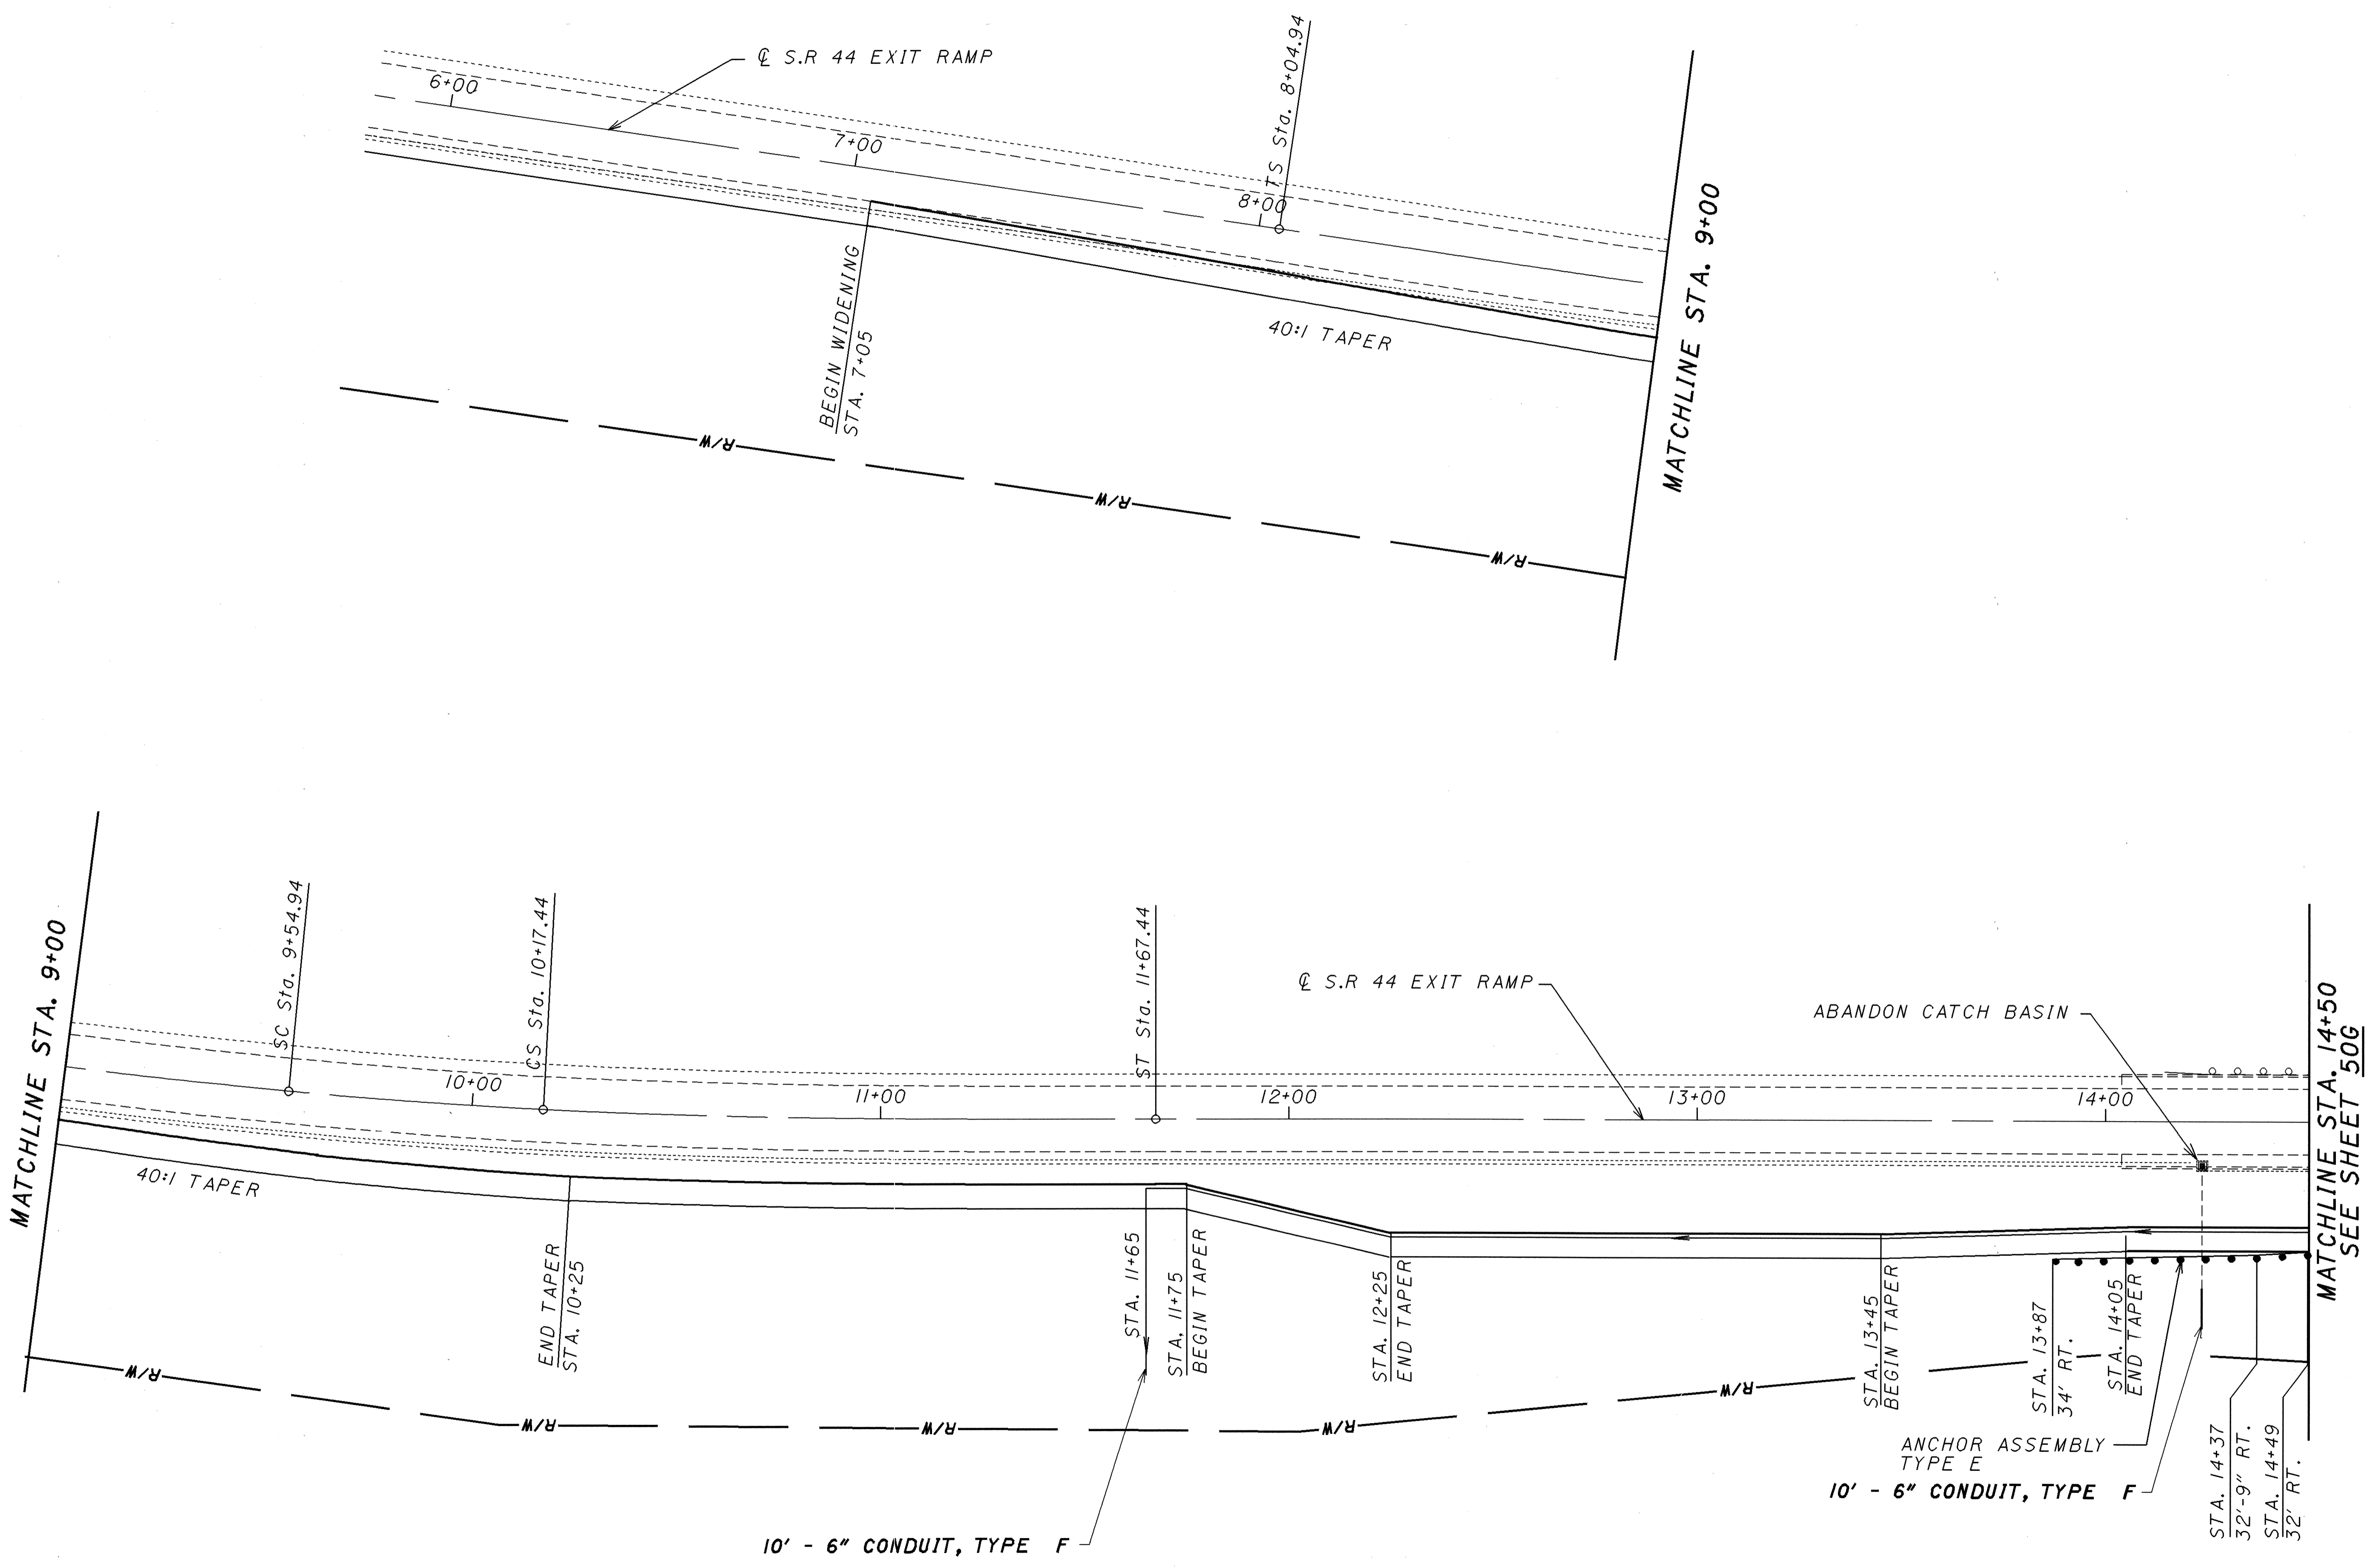 ℄ S.R 44 EXIT RAMP
6+00
7+00
8+00
TS Sta. 8+04.94
BEGIN WIDENING
STA. 7+05
40:1 TAPER
MATCHLINE STA. 9+00
R/W
R/W
R/W
MATCHLINE STA. 9+00
SC Sta. 9+54.94
CS Sta. 10+17.44
ST Sta. 11+67.44
℄ S.R 44 EXIT RAMP
ABANDON CATCH BASIN
10+00
11+00
12+00
13+00
14+00
40:1 TAPER
END TAPER
STA. 10+25
STA. 11+65
STA. 11+75
BEGIN TAPER
STA. 12+25
END TAPER
STA. 13+45
BEGIN TAPER
STA. 13+87
34' RT.
STA. 14+05
END TAPER
MATCHLINE STA. 14+50
SEE SHEET 50G
R/W
R/W
R/W
R/W
R/W
ANCHOR ASSEMBLY
TYPE E
10' - 6" CONDUIT, TYPE F
STA. 14+37
32'-9" RT.
STA. 14+49
32' RT.
10' - 6" CONDUIT, TYPE F